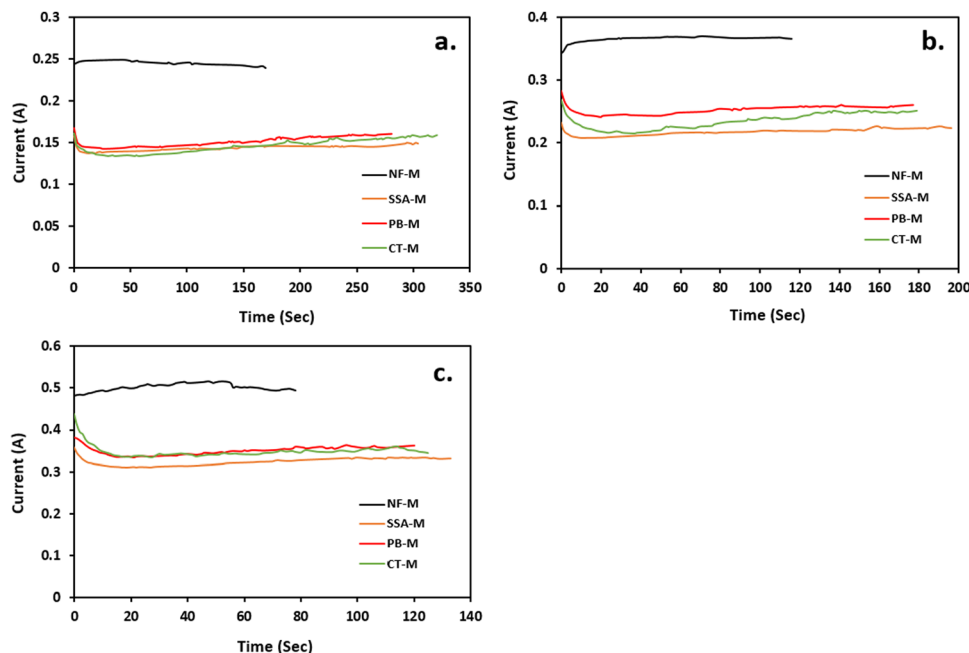 a.
0.3
0.25
0.2
0.15
0.1
0.05
0
Current (A)
NF-M
SSA-M
PB-M
CT-M
0 50 100 150 200 250 300 350
Time (Sec)
b.
0.4
0.3
0.2
0.1
0
Current (A)
NF-M
SSA-M
PB-M
CT-M
0 20 40 60 80 100 120 140 160 180 200
Time (Sec)
c.
0.6
0.5
0.4
0.3
0.2
0.1
0
Current (A)
NF-M
SSA-M
PB-M
CT-M
0 20 40 60 80 100 120 140
Time (Sec)